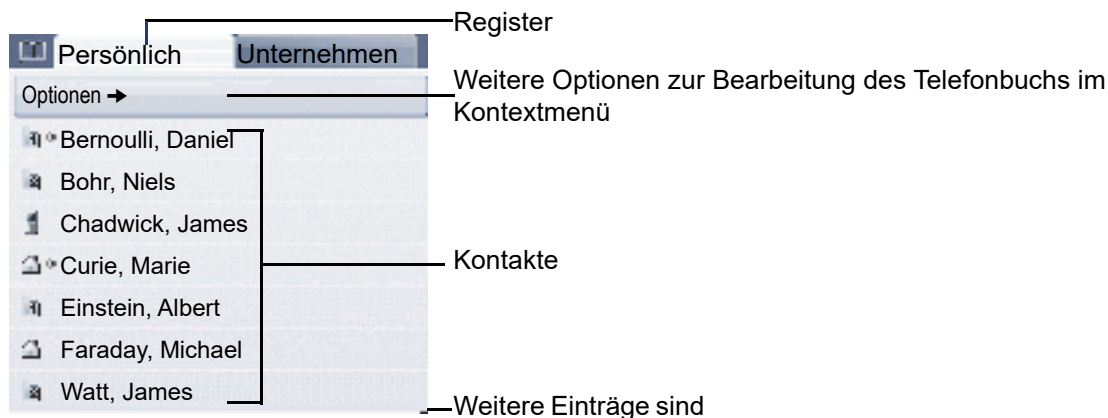 Register
Persönlich
Unternehmen
Weitere Optionen zur Bearbeitung des Telefonbuchs im
Kontextmenü
Optionen →
Bernoulli, Daniel
Bohr, Niels
Chadwick, James
Curie, Marie
Kontakte
Einstein, Albert
Faraday, Michael
Watt, James
Weitere Einträge sind